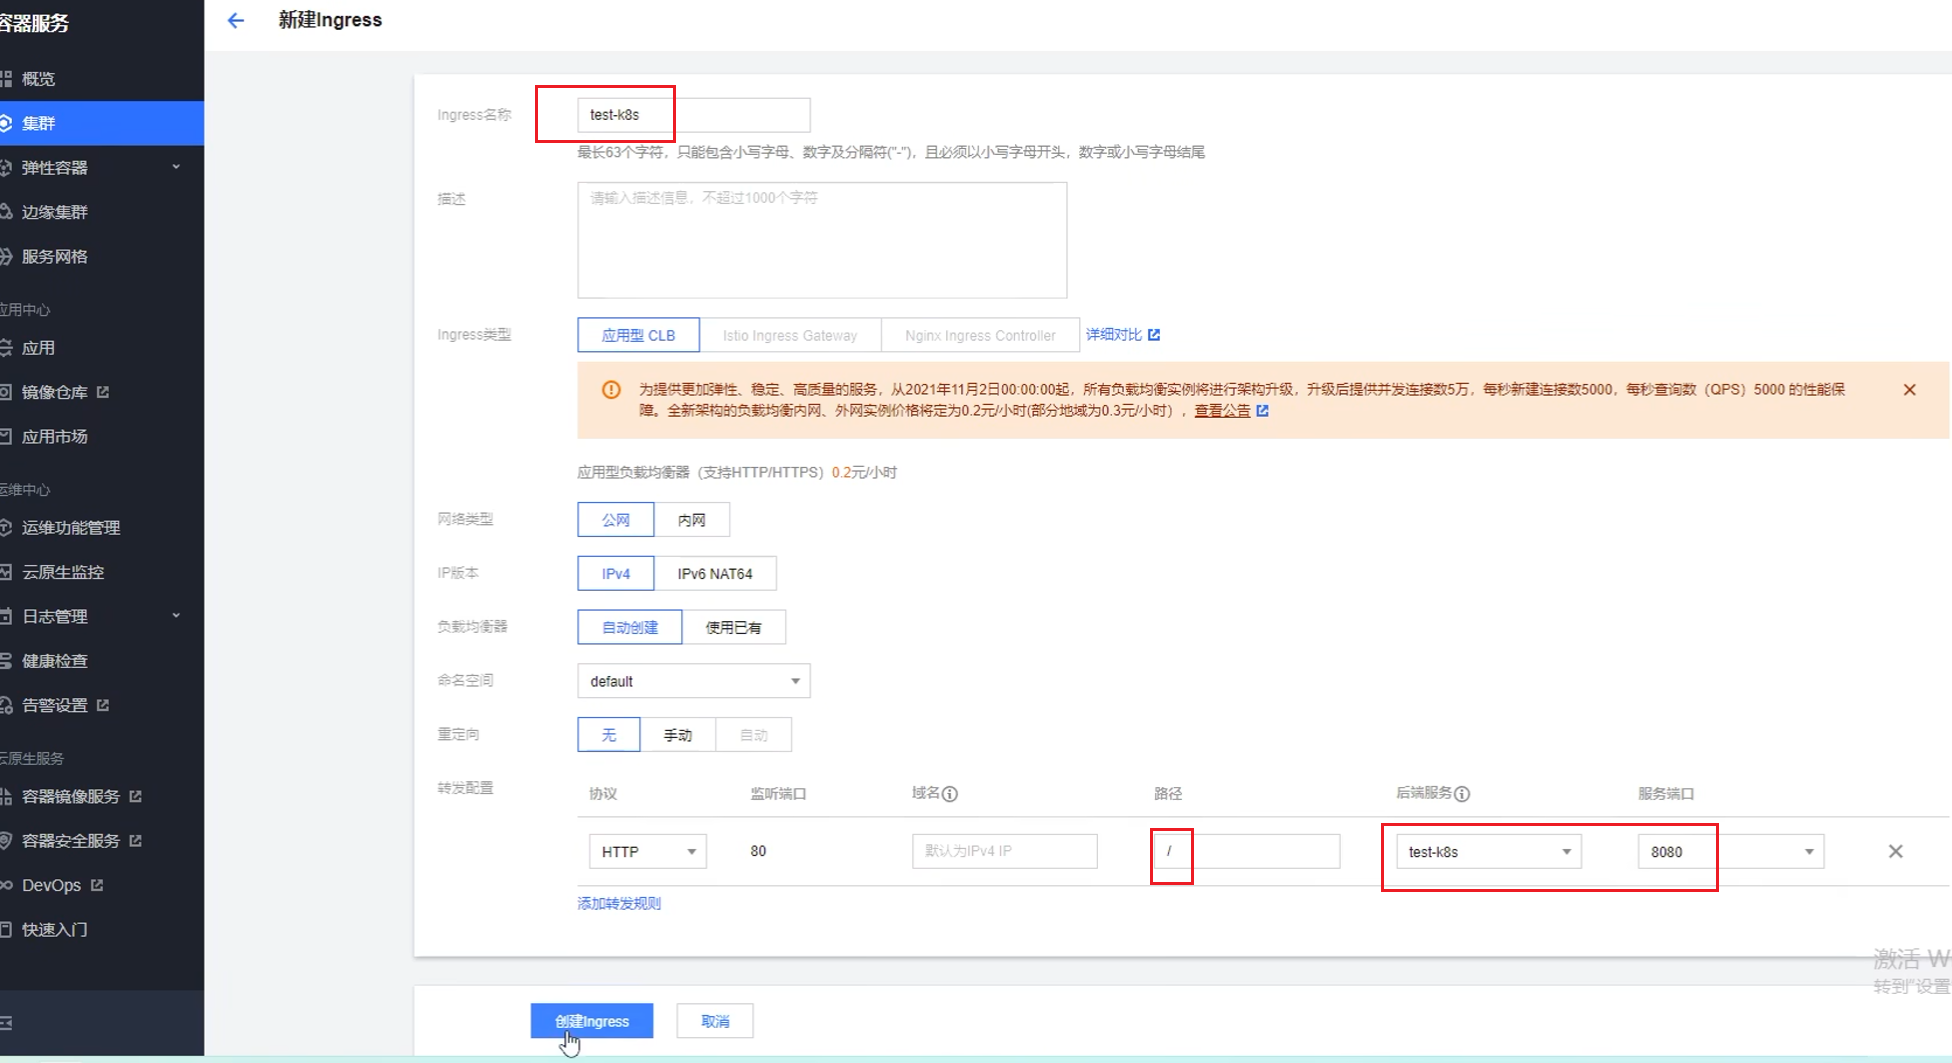 容器服务
新建Ingress
概览
集群
弹性容器
边缘集群
服务网格
应用中心
应用
镜像仓库
应用市场
运维中心
运维功能管理
云原生监控
日志管理
健康检查
告警设置
云原生服务
容器镜像服务
容器安全服务
DevOps
快速入门
Ingress名称
test-k8s
最长63个字符，只能包含小写字母、数字及分隔符("-")，且必须以小写字母开头，数字或小写字母结尾
描述
请输入描述信息，不超过1000个字符
Ingress类型
应用型 CLB Istio Ingress Gateway Nginx Ingress Controller 详细对比
为提供更加弹性、稳定、高质量的服务，从2021年11月2日00:00:00起，所有负载均衡实例将进行架构升级，升级后提供并发连接数5万，每秒新建连接数5000，每秒查询数（QPS）5000 的性能保
障。全新架构的负载均衡内网、外网实例价格将定为0.2元/小时(部分地域为0.3元/小时），查看公告
应用型负载均衡器（支持HTTP/HTTPS）0.2元/小时
网络类型
公网 内网
IP版本
IPv4 IPv6 NAT64
负载均衡器
自动创建 使用已有
命名空间
default
重定向
无 手动 自动
转发配置
协议 监听端口 域名 路径 后端服务 服务端口
HTTP 80 默认为IPv4 IP / test-k8s 8080
添加转发规则
创建Ingress 取消
激活 W
转到"设置